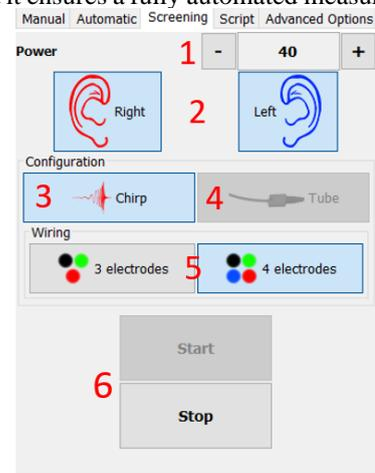 it ensures a fully automated measu
Manual Automatic Screening Script Advanced Options
Power 1 - 40 +
Right 2 Left
Configuration
3 Chirp 4 Tube
Wiring
3 electrodes 5 4 electrodes
Start
6
Stop